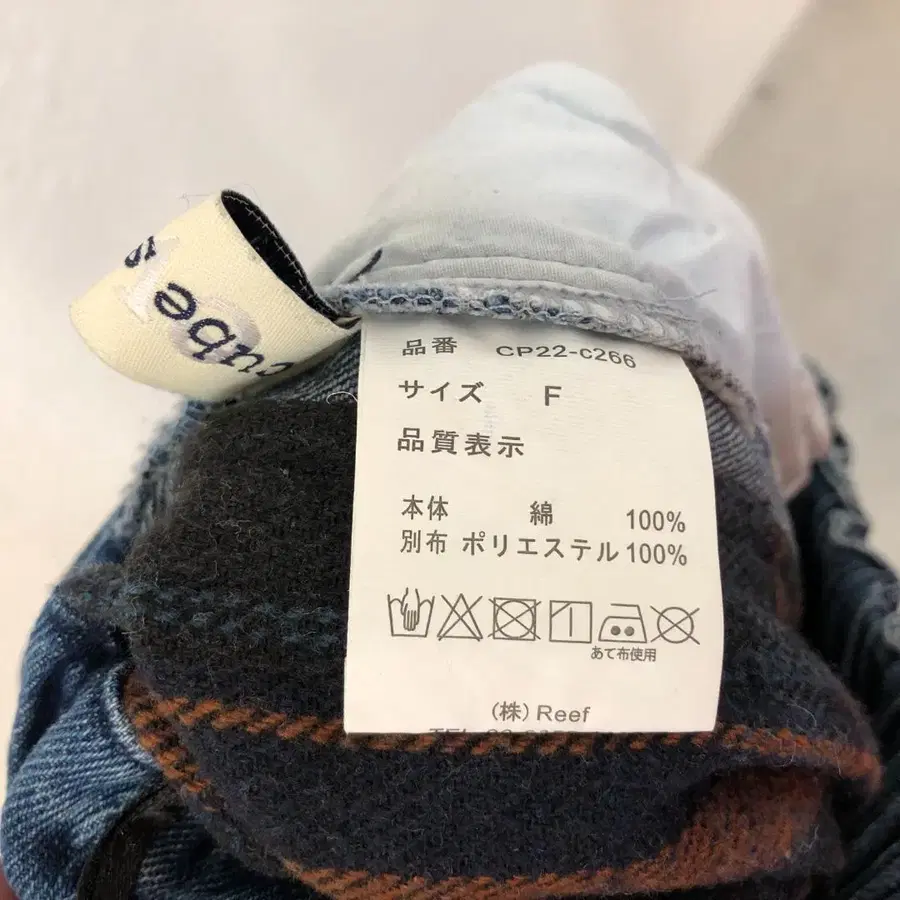 cube
品番 CP22-c266
サイズ F
品質表示
本体 綿 100%
別布 ポリエステル 100%
あて布使用
(株) Reef